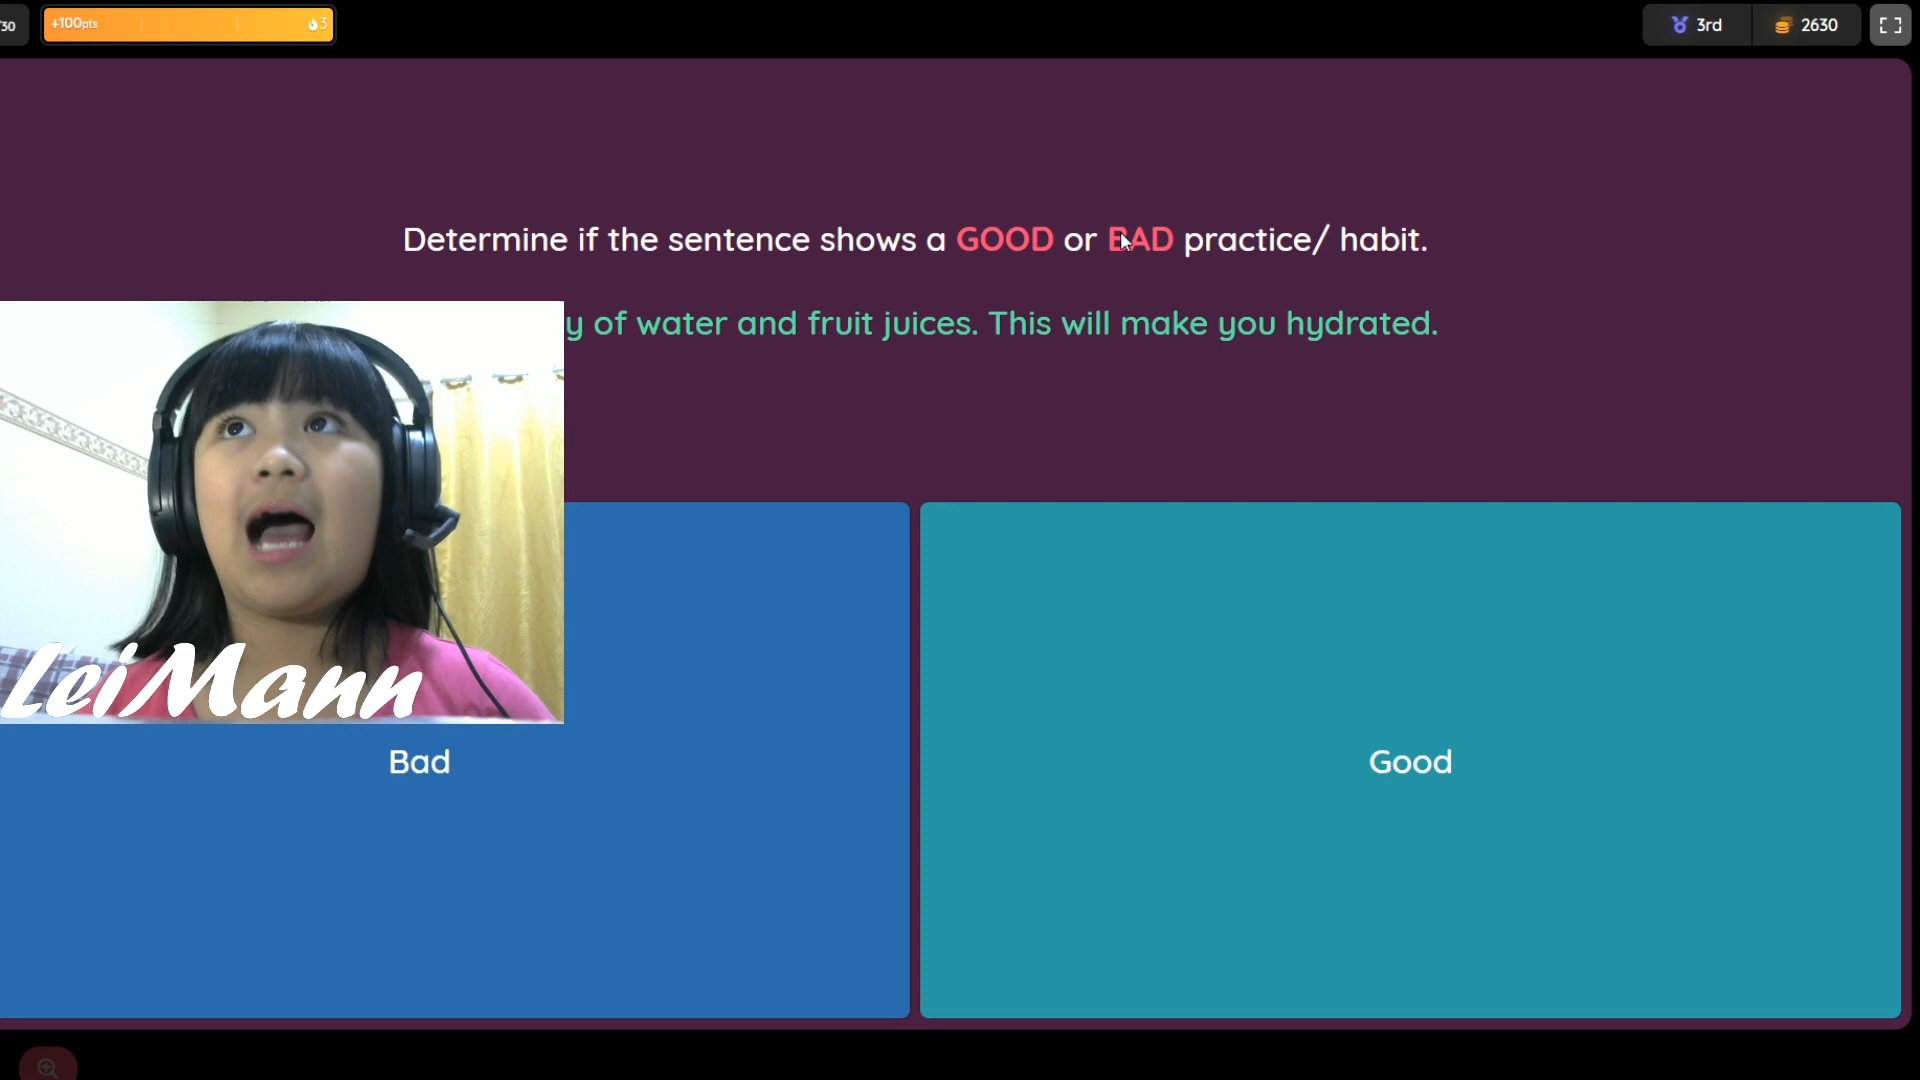 /30
+100pts
3
3rd
2630
Determine if the sentence shows a GOOD or BAD practice/ habit.
of water and fruit juices. This will make you hydrated.
LeiMann
Bad
Good